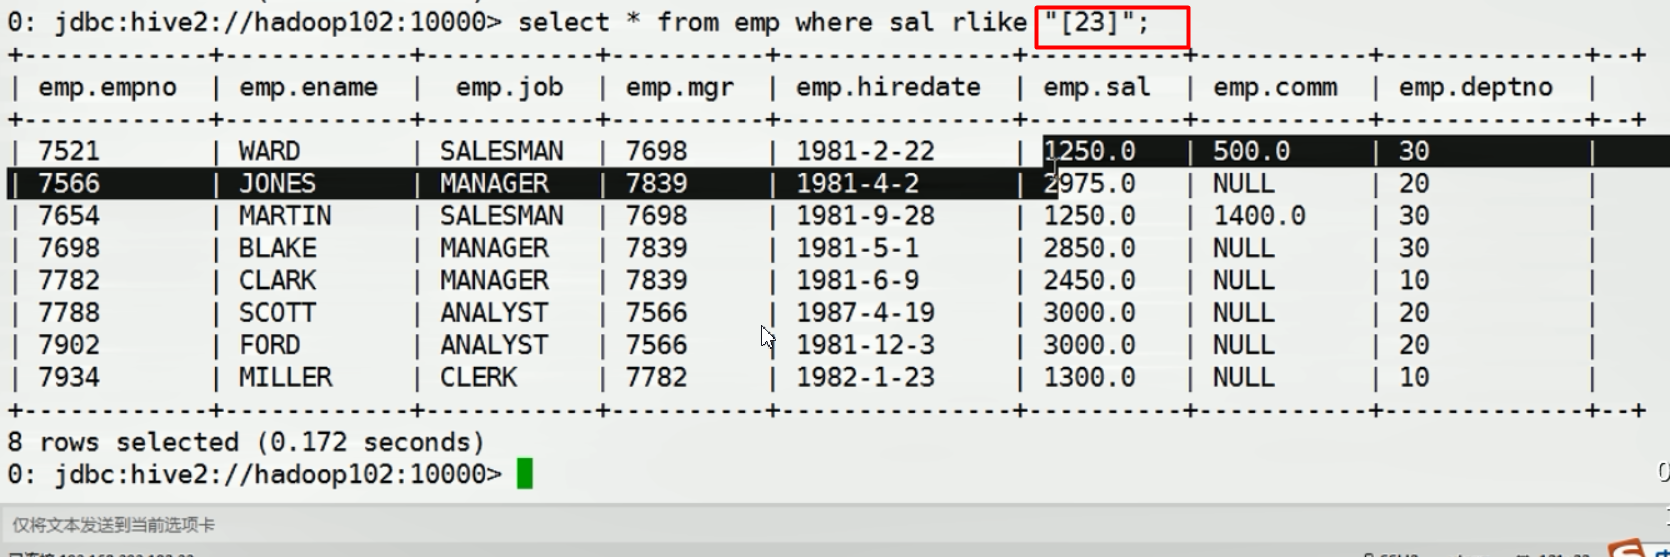 0: jdbc:hive2://hadoop102:10000> select * from emp where sal rlike "[23]";
+-------------+-------------+-----------+----------+---------------+----------+-----------+-------------+--+
| emp.empno | emp.ename | emp.job | emp.mgr | emp.hiredate | emp.sal | emp.comm | emp.deptno |
+-------------+-------------+-----------+----------+---------------+----------+-----------+-------------+--+
| 7521 | WARD | SALESMAN | 7698 | 1981-2-22 | 1250.0 | 500.0 | 30 |
| 7566 | JONES | MANAGER | 7839 | 1981-4-2 | 2975.0 | NULL | 20 |
| 7654 | MARTIN | SALESMAN | 7698 | 1981-9-28 | 1250.0 | 1400.0 | 30 |
| 7698 | BLAKE | MANAGER | 7839 | 1981-5-1 | 2850.0 | NULL | 30 |
| 7782 | CLARK | MANAGER | 7839 | 1981-6-9 | 2450.0 | NULL | 10 |
| 7788 | SCOTT | ANALYST | 7566 | 1987-4-19 | 3000.0 | NULL | 20 |
| 7902 | FORD | ANALYST | 7566 | 1981-12-3 | 3000.0 | NULL | 20 |
| 7934 | MILLER | CLERK | 7782 | 1982-1-23 | 1300.0 | NULL | 10 |
+-------------+-------------+-----------+----------+---------------+----------+-----------+-------------+--+
8 rows selected (0.172 seconds)
0: jdbc:hive2://hadoop102:10000>
仅将文本发送到当前选项卡